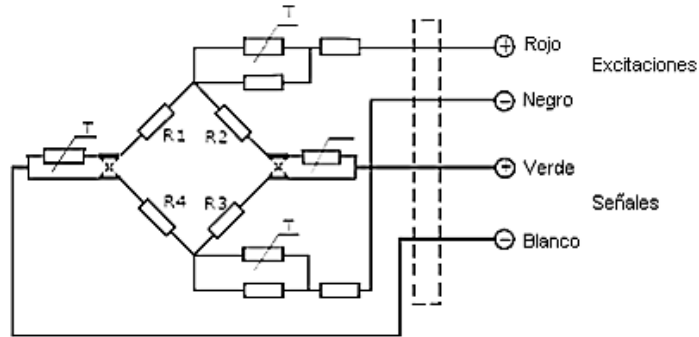 T
+ Rojo
Excitaciones
− Negro
T
R1
R2
+ Verde
R4
R3
Señales
T
− Blanco